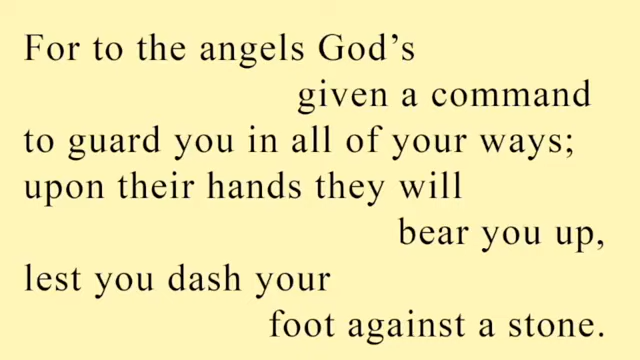 For to the angels God’s
given a command
to guard you in all of your ways;
upon their hands they will
bear you up,
lest you dash your
foot against a stone.